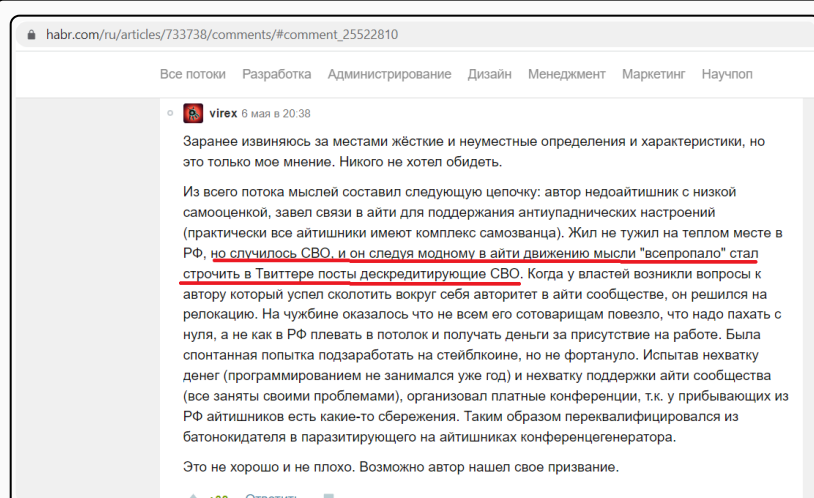 habr.com/ru/articles/733738/comments/#comment_25522810
Все потоки Разработка Администрирование Дизайн Менеджмент Маркетинг Научпоп
virex 6 мая в 20:38
Заранее извиняюсь за местами жёсткие и неуместные определения и характеристики, но
это только мое мнение. Никого не хотел обидеть.
Из всего потока мыслей составил следующую цепочку: автор недоайтишник с низкой
самооценкой, завел связи в айти для поддержания антиупаднических настроений
(практически все айтишники имеют комплекс самозванца). Жил не тужил на теплом месте в
РФ, но случилось СВО, и он следуя модному в айти движению мысли "всепропало" стал
строчить в Твиттере посты дескредитирующие СВО. Когда у властей возникли вопросы к
автору который успел сколотить вокруг себя авторитет в айти сообществе, он решился на
релокацию. На чужбине оказалось что не всем его сотоварищам повезло, что надо пахать с
нуля, а не как в РФ плевать в потолок и получать деньги за присутствие на работе. Была
спонтанная попытка подзаработать на стейблкоине, но не фортануло. Испытав нехватку
денег (программированием не занимался уже год) и нехватку поддержки айти сообщества
(все заняты своими проблемами), организовал платные конференции, т.к. у прибывающих из
РФ айтишников есть какие-то сбережения. Таким образом переквалифицировался из
батонокидателя в паразитирующего на айтишниках конференцегенератора.
Это не хорошо и не плохо. Возможно автор нашел свое призвание.
Ответить